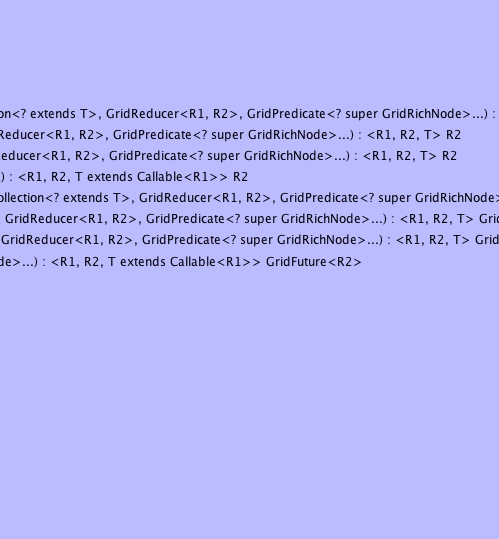 on<? extends T>, GridReducer<R1, R2>, GridPredicate<? super GridRichNode>...) :
Reducer<R1, R2>, GridPredicate<? super GridRichNode>...) : <R1, R2, T> R2
educer<R1, R2>, GridPredicate<? super GridRichNode>...) : <R1, R2, T> R2
) : <R1, R2, T extends Callable<R1>> R2
ollection<? extends T>, GridReducer<R1, R2>, GridPredicate<? super GridRichNode>
GridReducer<R1, R2>, GridPredicate<? super GridRichNode>...) : <R1, R2, T> Grid
GridReducer<R1, R2>, GridPredicate<? super GridRichNode>...) : <R1, R2, T> Grid
de>...) : <R1, R2, T extends Callable<R1>> GridFuture<R2>